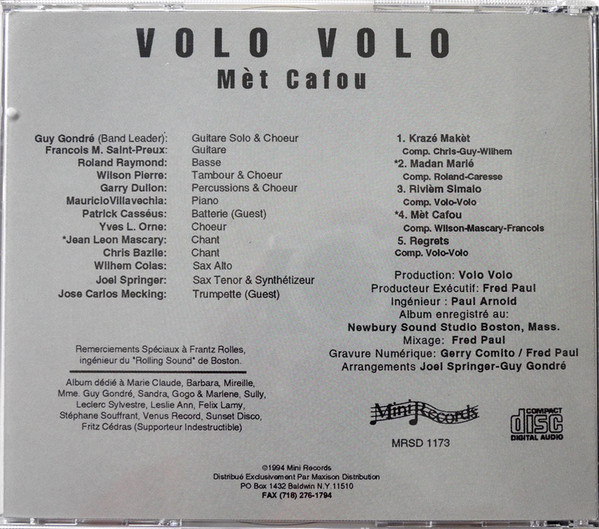 VOLO VOLO
Mèt Cafou
Guy Gondré (Band Leader): Guitare Solo & Choeur
Francois M. Saint-Preux: Guitare
Roland Raymond: Basse
Wilson Pierre: Tambour & Choeur
Garry Dullon: Percussions & Choeur
MauricioVillavechia: Piano
Patrick Casséus: Batterie (Guest)
Yves L. Orne: Choeur
*Jean Leon Mascary: Chant
Chris Bazile: Chant
Wilhem Colas: Sax Alto
Joel Springer: Sax Tenor & Synthétizeur
Jose Carlos Mecking: Trumpette (Guest)
Remerciements Spéciaux à Frantz Rolles,
ingénieur du "Rolling Sound" de Boston.
Album dédié à Marie Claude, Barbara, Mireille,
Mme. Guy Gondré, Sandra, Gogo & Marlene, Sully,
Leclerc Sylvestre, Leslie Ann, Felix Lamy,
Stéphane Souffrant, Venus Record, Sunset Disco,
Fritz Cédras (Supporteur Indestructible)
1. Krazé Makèt
Comp. Chris-Guy-Wilhem
*2. Madan Marié
Comp. Roland-Caresse
3. Rivièm Simalo
Comp. Volo-Volo
*4. Mèt Cafou
Comp. Wilson-Mascary-Francois
5. Regrets
Comp. Volo-Volo
Production: Volo Volo
Producteur Exécutif: Fred Paul
Ingénieur : Paul Arnold
Album enregistré au:
Newbury Sound Studio Boston, Mass.
Mixage: Fred Paul
Gravure Numérique: Gerry Comito / Fred Paul
Arrangements Joel Springer-Guy Gondré
Mini Records
MRSD 1173
COMPACT
disc
DIGITAL AUDIO
©1994 Mini Records
Distribué Exclusivement Par Maxison Distribution
PO Box 1432 Baldwin N.Y.11510
FAX (718) 276-1794